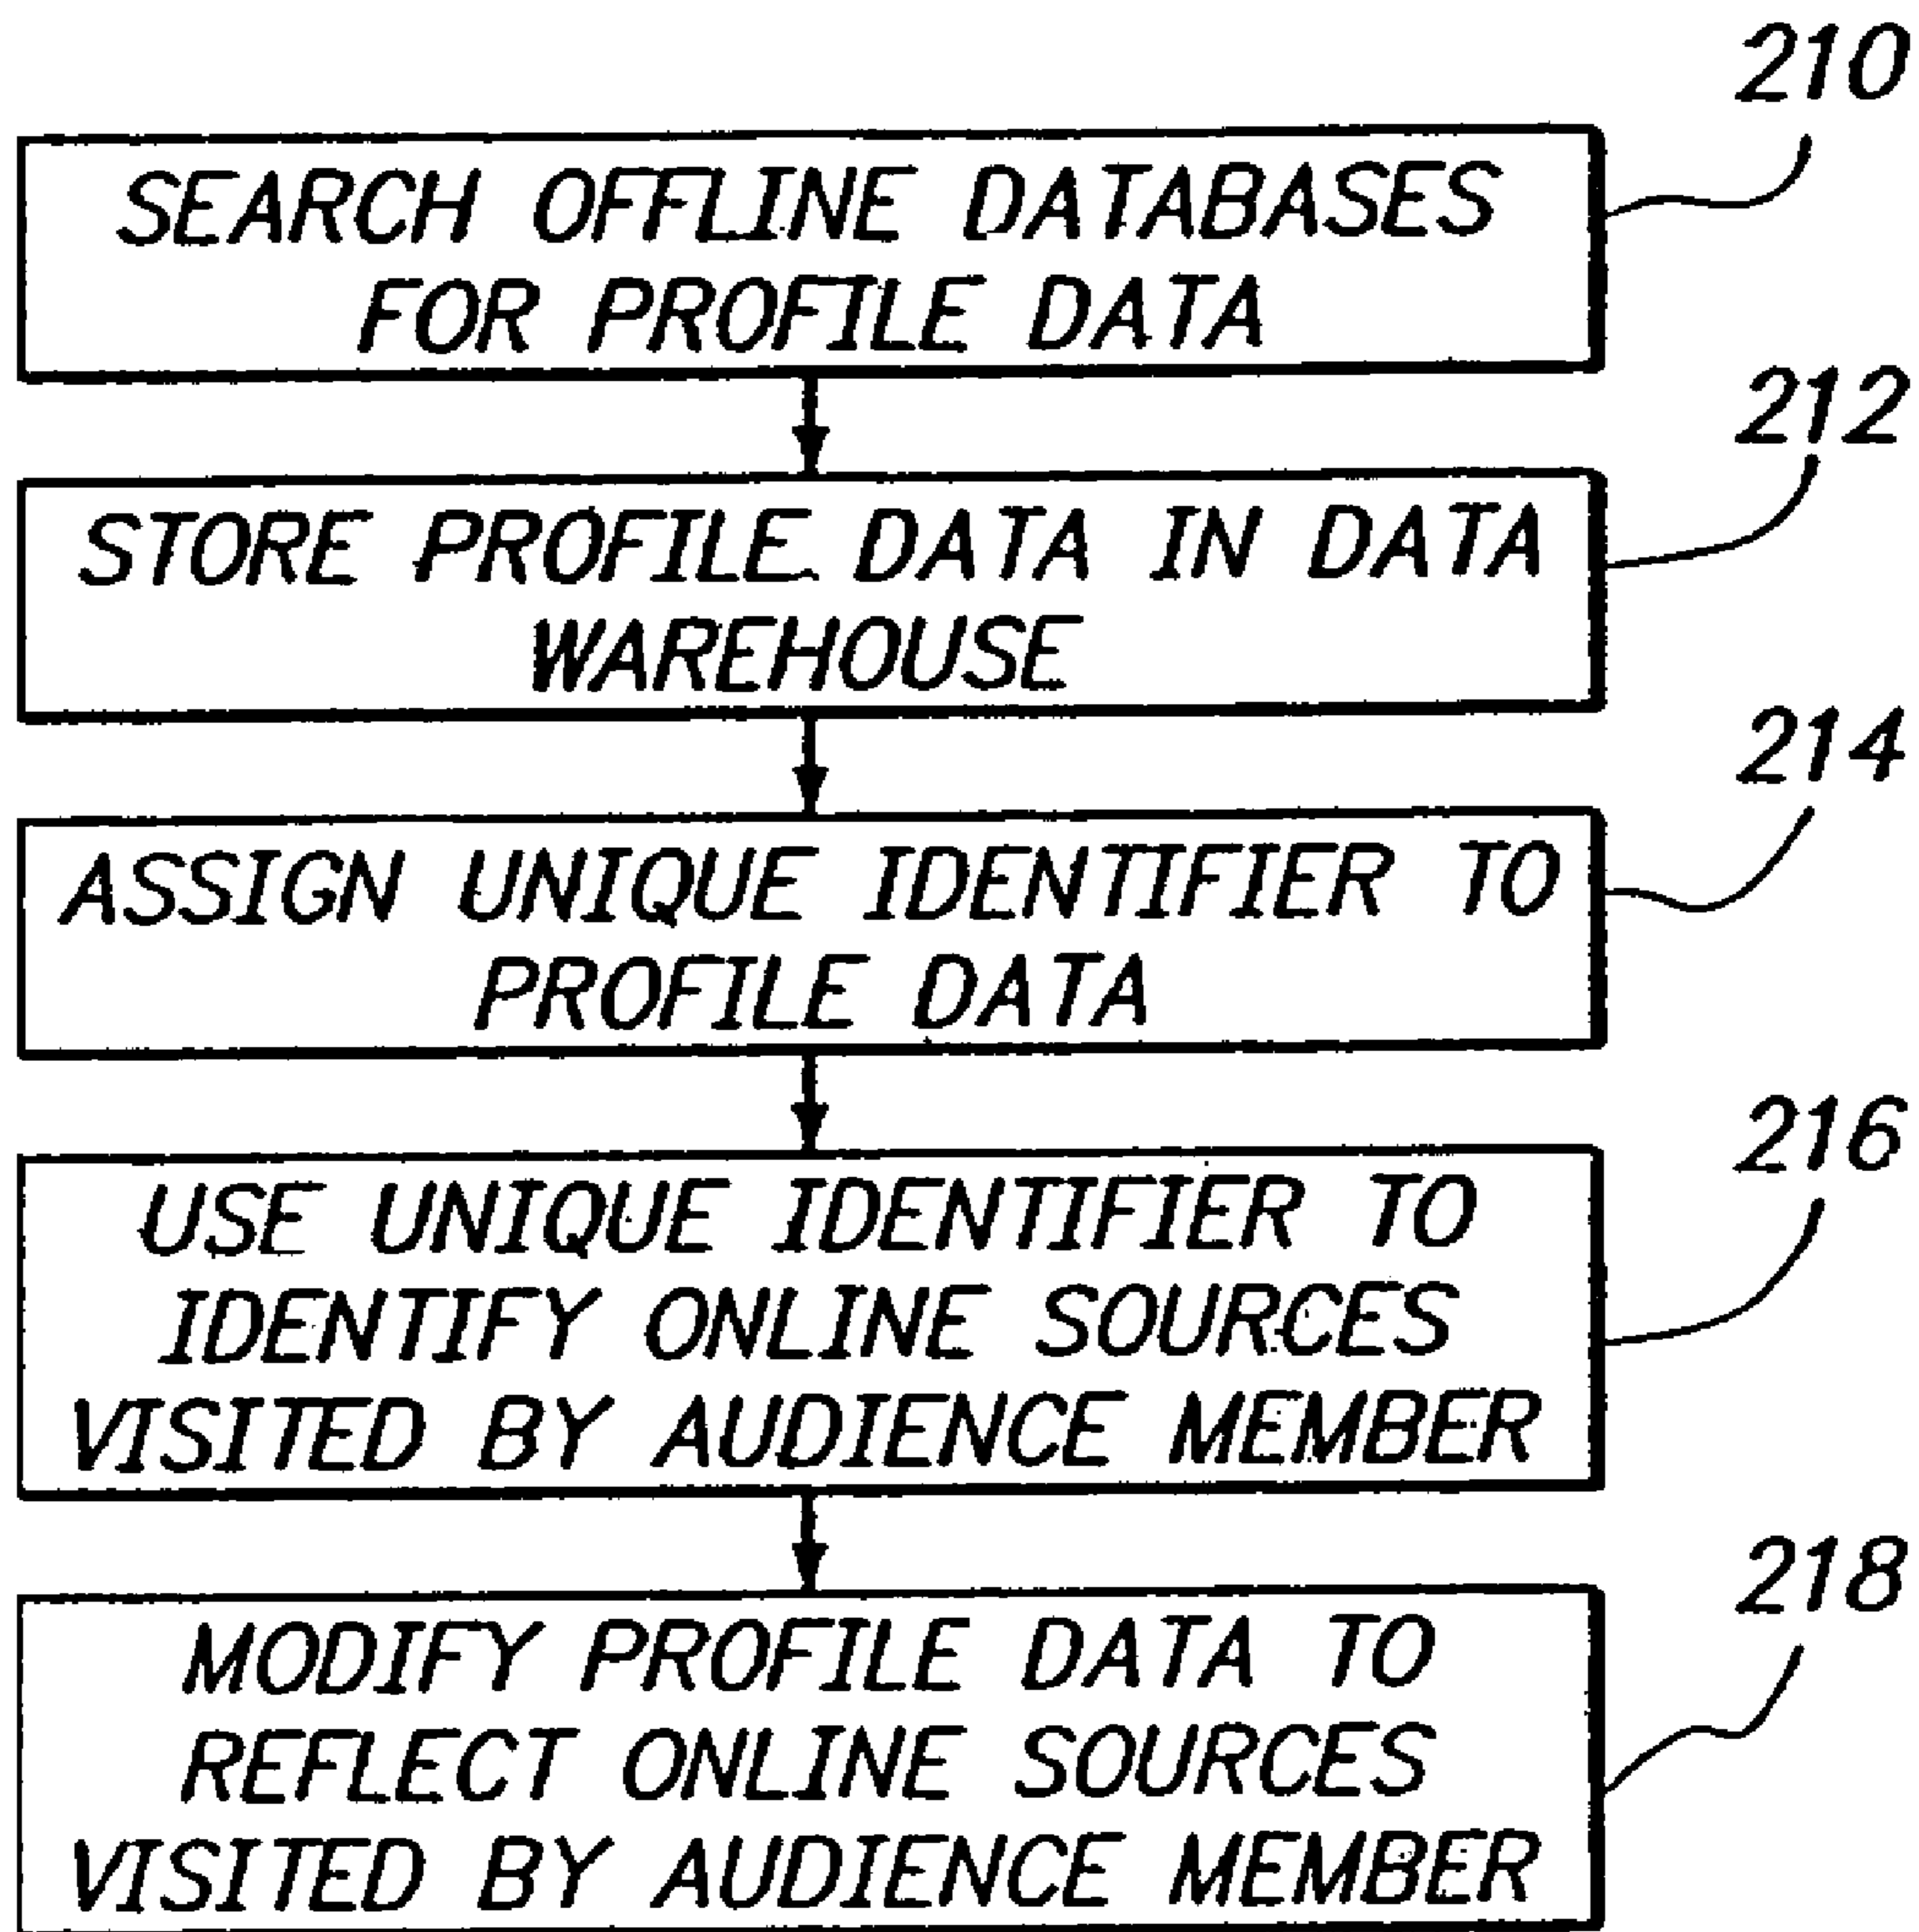 210
SEARCH OFFLINE DATABASES
FOR PROFILE DATA
212
STORE PROFILE DATA IN DATA
WAREHOUSE
214
ASSIGN UNIQUE IDENTIFIER TO
PROFILE DATA
216
USE UNIQUE IDENTIFIER TO
IDENTIFY ONLINE SOURCES
VISITED BY AUDIENCE MEMBER
218
MODIFY PROFILE DATA TO
REFLECT ONLINE SOURCES
VISITED BY AUDIENCE MEMBER